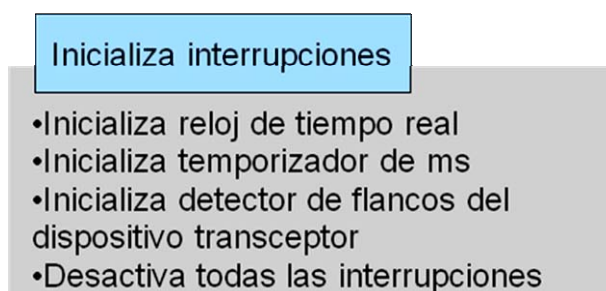 Inicializa interrupciones
•Inicializa reloj de tiempo real
•Inicializa temporizador de ms
•Inicializa detector de flancos del
dispositivo transceptor
•Desactiva todas las interrupciones